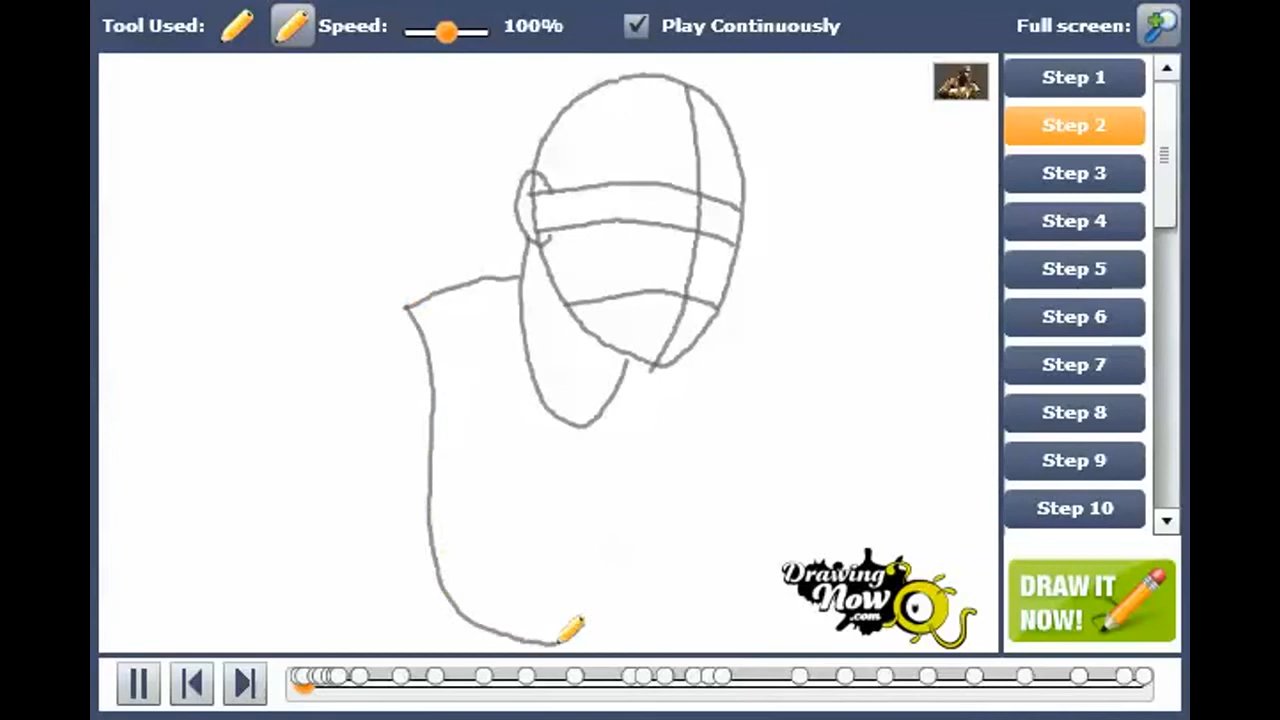 Tool Used:
Speed:
100%
Play Continuously
Full screen:
Step 1
Step 2
Step 3
Step 4
Step 5
Step 6
Step 7
Step 8
Step 9
Step 10
Drawing
Now
.com
DRAW IT
NOW!